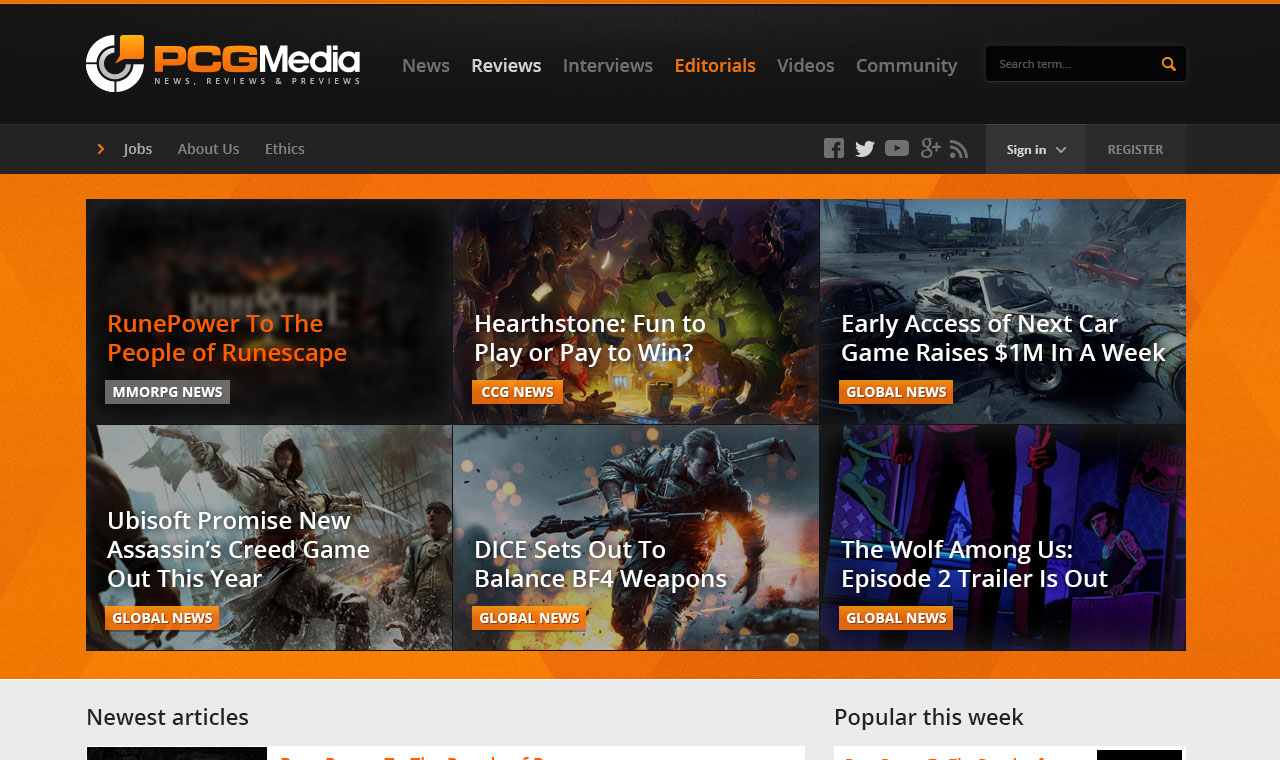 PCGMedia
NEWS, REVIEWS & PREVIEWS
News Reviews Interviews Editorials Videos Community
Search term...
Jobs About Us Ethics
Sign in
REGISTER
RUNESCAPE
RunePower To The
People of Runescape
MMORPG NEWS
Hearthstone: Fun to
Play or Pay to Win?
CCG NEWS
Early Access of Next Car
Game Raises $1M In A Week
GLOBAL NEWS
Ubisoft Promise New
Assassin’s Creed Game
Out This Year
GLOBAL NEWS
DICE Sets Out To
Balance BF4 Weapons
GLOBAL NEWS
The Wolf Among Us:
Episode 2 Trailer Is Out
GLOBAL NEWS
Newest articles
Popular this week